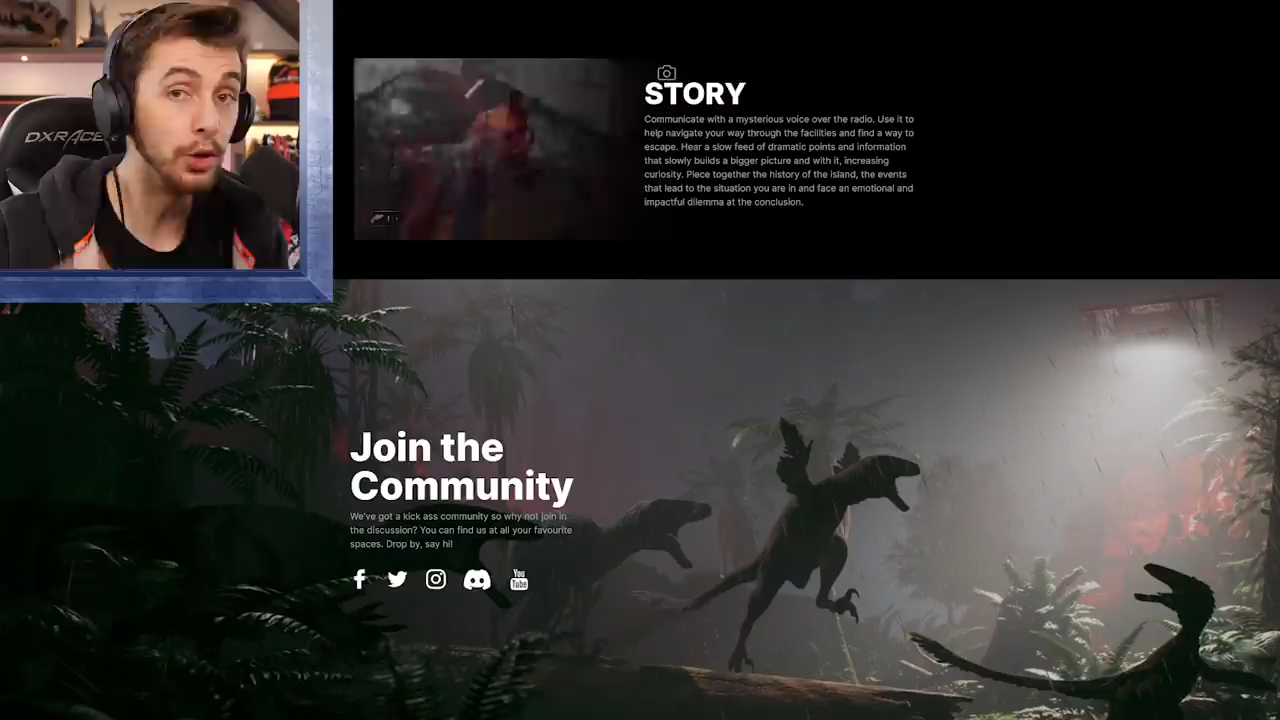 DXRACER
STORY
Communicate with a mysterious voice over the radio. Use it to
help navigate your way through the facilities and find a way to
escape. Hear a slow feed of dramatic points and information
that slowly builds a bigger picture and with it, increasing
curiosity. Piece together the history of the island, the events
that lead to the situation you are in and face an emotional and
impactful dilemma at the conclusion.
Join the
Community
We've got a kick ass community so why not join in
the discussion? You can find us at all your favourite
spaces. Drop by, say hi!
You
Tube